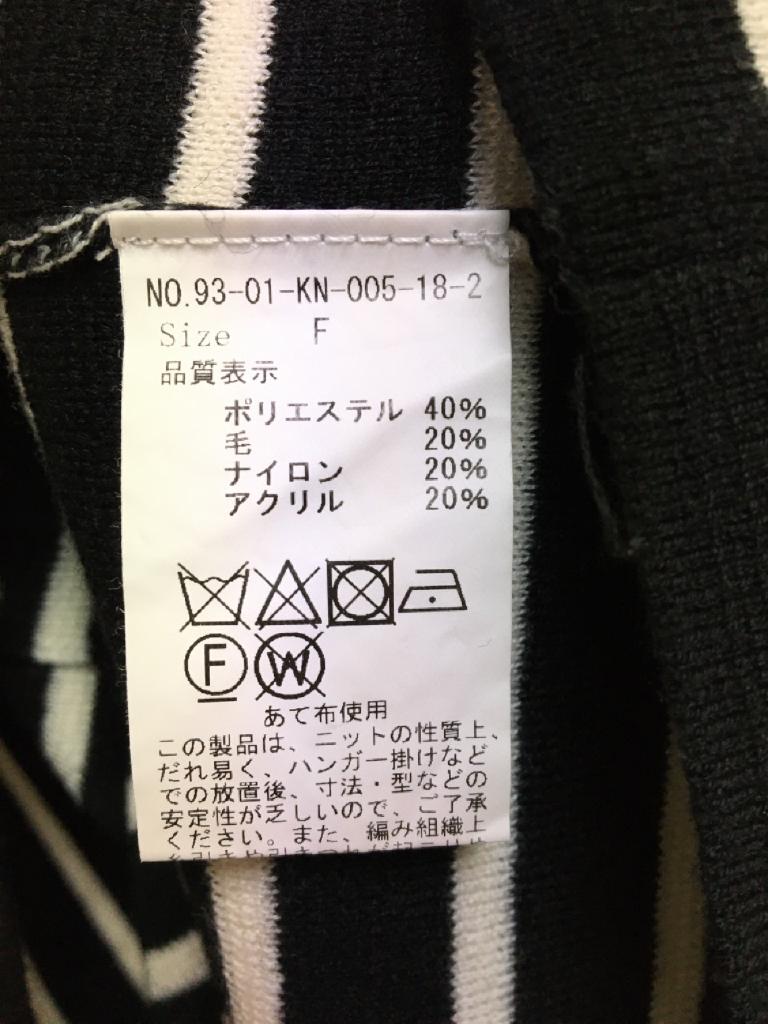 NO.93-01-KN-005-18-2
Size F
品質表示
ポリエステル 40%
毛 20%
ナイロン 20%
アクリル 20%
F W
あて布使用
この製品は、ニットの性質上、
だれ易く、ハンガー掛けなど
での放置後、寸法・型などの
安定性が乏しいので、ご了承
ください。また、編み組織上